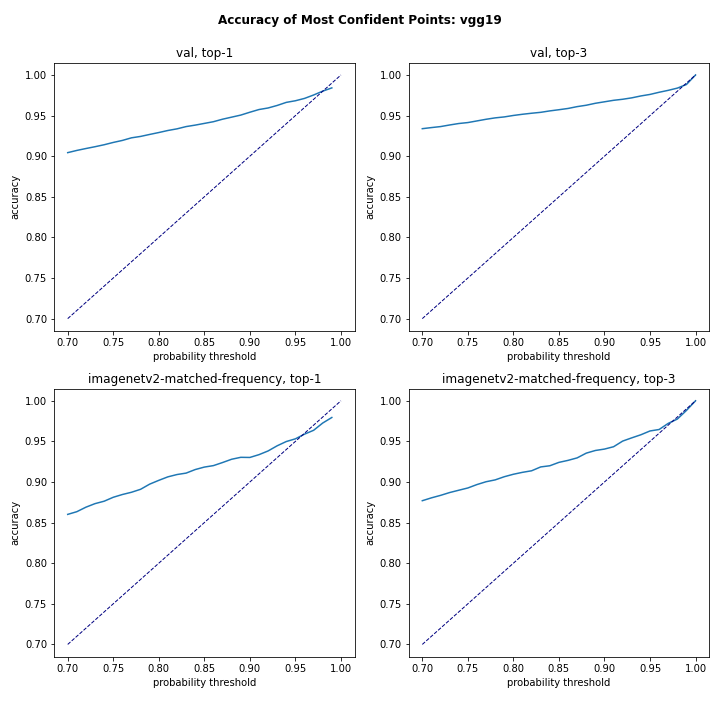 Accuracy of Most Confident Points: vgg19
val, top-1
1.00
0.95
0.90
0.85
0.80
0.75
0.70
accuracy
0.70 0.75 0.80 0.85 0.90 0.95 1.00
probability threshold
val, top-3
1.00
0.95
0.90
0.85
0.80
0.75
0.70
accuracy
0.70 0.75 0.80 0.85 0.90 0.95 1.00
probability threshold
imagenetv2-matched-frequency, top-1
1.00
0.95
0.90
0.85
0.80
0.75
0.70
accuracy
0.70 0.75 0.80 0.85 0.90 0.95 1.00
probability threshold
imagenetv2-matched-frequency, top-3
1.00
0.95
0.90
0.85
0.80
0.75
0.70
accuracy
0.70 0.75 0.80 0.85 0.90 0.95 1.00
probability threshold